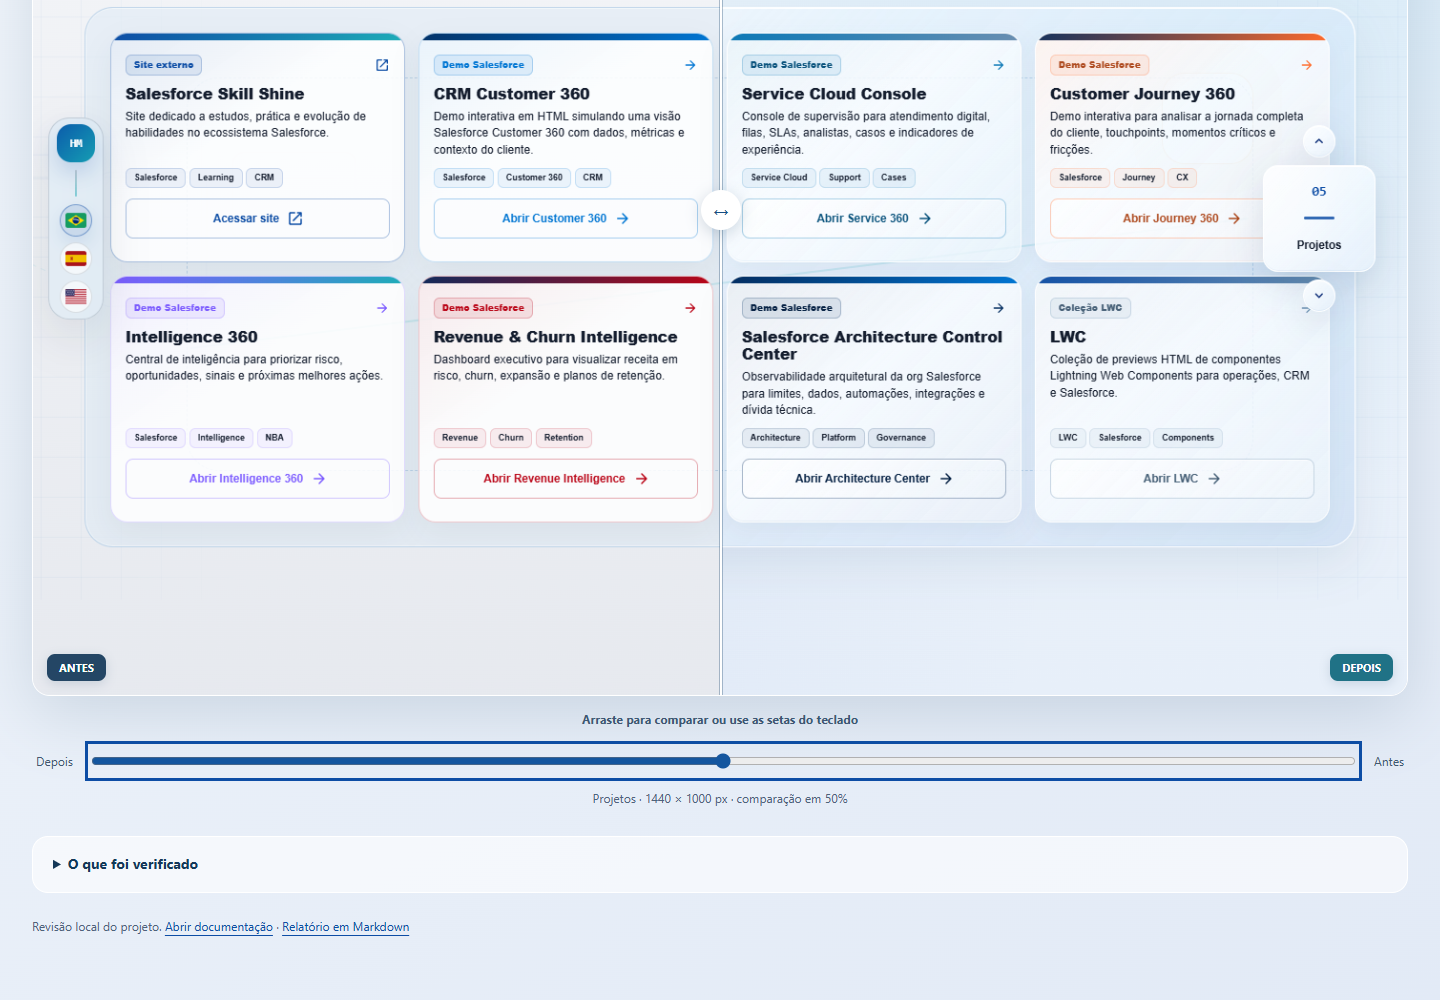 HM
Site externo
Salesforce Skill Shine
Site dedicado a estudos, prática e evolução de
habilidades no ecossistema Salesforce.
Salesforce Learning CRM
Acessar site
Demo Salesforce
CRM Customer 360
Demo interativa em HTML simulando uma visão
Salesforce Customer 360 com dados, métricas e
contexto do cliente.
Salesforce Customer 360 CRM
Abrir Customer 360
Demo Salesforce
Service Cloud Console
Console de supervisão para atendimento digital,
filas, SLAs, analistas, casos e indicadores de
experiência.
Service Cloud Support Cases
Abrir Service 360
Demo Salesforce
Customer Journey 360
Demo interativa para analisar a jornada completa
do cliente, touchpoints, momentos críticos e
fricções.
Salesforce Journey CX
Abrir Journey 360
05
Projetos
Demo Salesforce
Intelligence 360
Central de inteligência para priorizar risco,
oportunidades, sinais e próximas melhores ações.
Salesforce Intelligence NBA
Abrir Intelligence 360
Demo Salesforce
Revenue & Churn Intelligence
Dashboard executivo para visualizar receita em
risco, churn, expansão e planos de retenção.
Revenue Churn Retention
Abrir Revenue Intelligence
Demo Salesforce
Salesforce Architecture Control
Center
Observabilidade arquitetural da org Salesforce
para limites, dados, automações, integrações e
dívida técnica.
Architecture Platform Governance
Abrir Architecture Center
Coleção LWC
LWC
Coleção de previews HTML de componentes
Lightning Web Components para operações, CRM
e Salesforce.
LWC Salesforce Components
Abrir LWC
ANTES
DEPOIS
Arraste para comparar ou use as setas do teclado
Depois
Antes
Projetos · 1440 × 1000 px · comparação em 50%
O que foi verificado
Revisão local do projeto. Abrir documentação · Relatório em Markdown